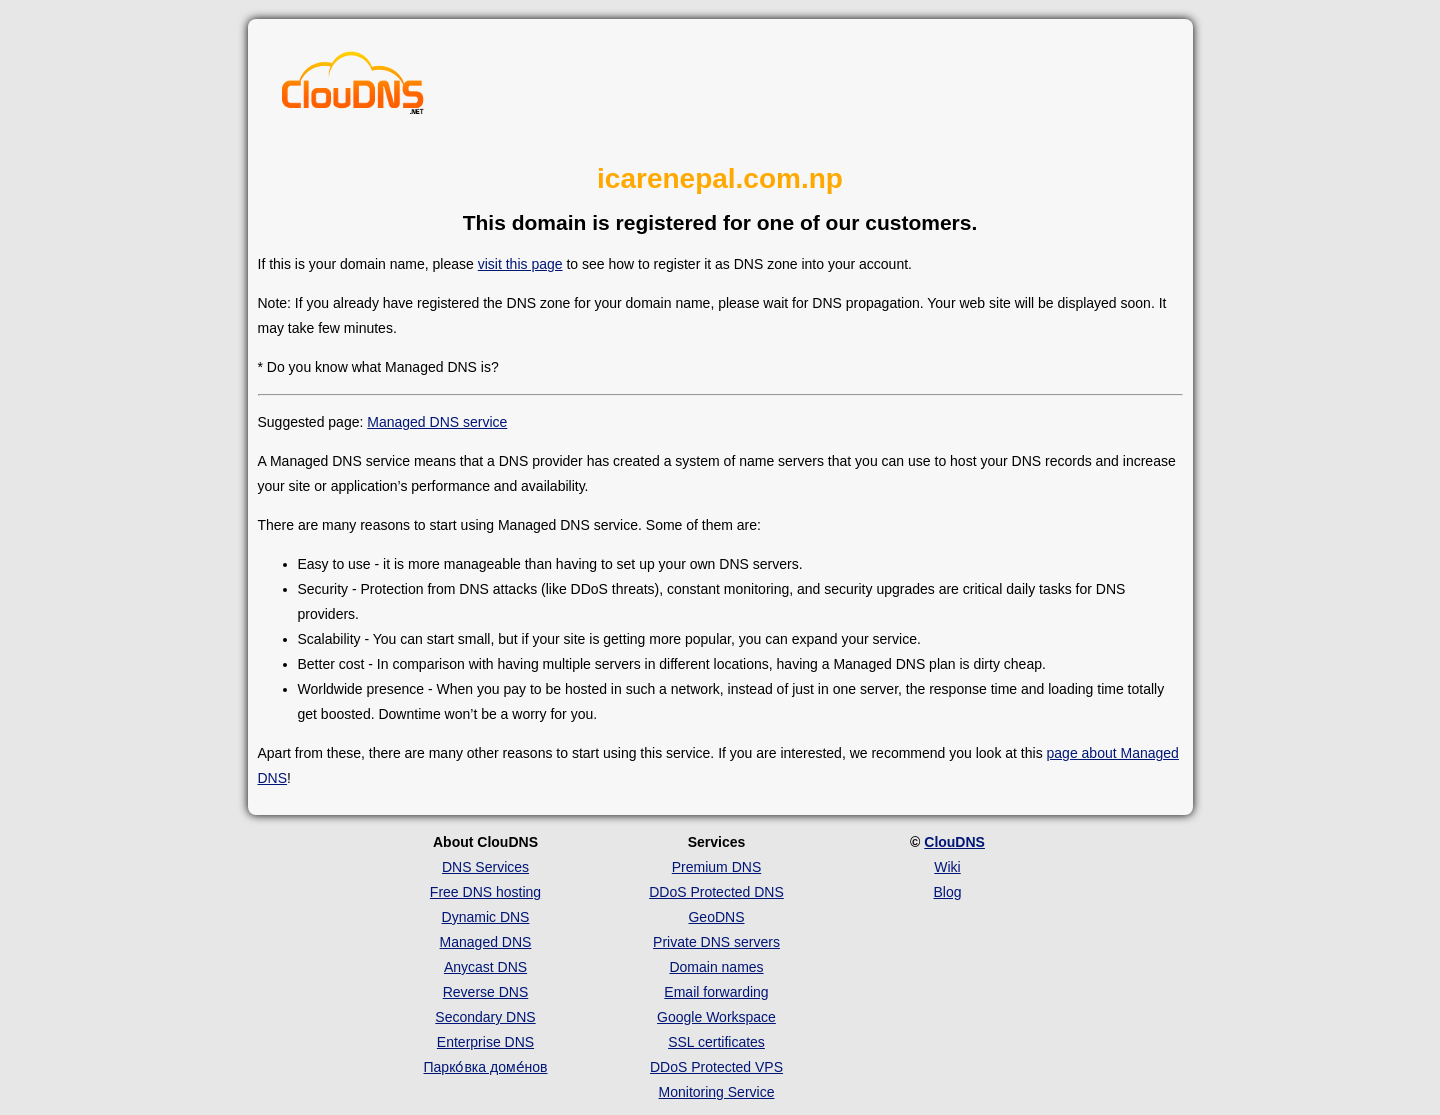 ClouDNS
.NET
icarenepal.com.np
This domain is registered for one of our customers.
If this is your domain name, please visit this page to see how to register it as DNS zone into your account.
Note: If you already have registered the DNS zone for your domain name, please wait for DNS propagation. Your web site will be displayed soon. It
may take few minutes.
* Do you know what Managed DNS is?
Suggested page: Managed DNS service
A Managed DNS service means that a DNS provider has created a system of name servers that you can use to host your DNS records and increase
your site or application’s performance and availability.
There are many reasons to start using Managed DNS service. Some of them are:
• Easy to use - it is more manageable than having to set up your own DNS servers.
• Security - Protection from DNS attacks (like DDoS threats), constant monitoring, and security upgrades are critical daily tasks for DNS
providers.
• Scalability - You can start small, but if your site is getting more popular, you can expand your service.
• Better cost - In comparison with having multiple servers in different locations, having a Managed DNS plan is dirty cheap.
• Worldwide presence - When you pay to be hosted in such a network, instead of just in one server, the response time and loading time totally
get boosted. Downtime won’t be a worry for you.
Apart from these, there are many other reasons to start using this service. If you are interested, we recommend you look at this page about Managed
DNS!
About ClouDNS
DNS Services
Free DNS hosting
Dynamic DNS
Managed DNS
Anycast DNS
Reverse DNS
Secondary DNS
Enterprise DNS
Парко́вка доме́нов
Services
Premium DNS
DDoS Protected DNS
GeoDNS
Private DNS servers
Domain names
Email forwarding
Google Workspace
SSL certificates
DDoS Protected VPS
Monitoring Service
© ClouDNS
Wiki
Blog